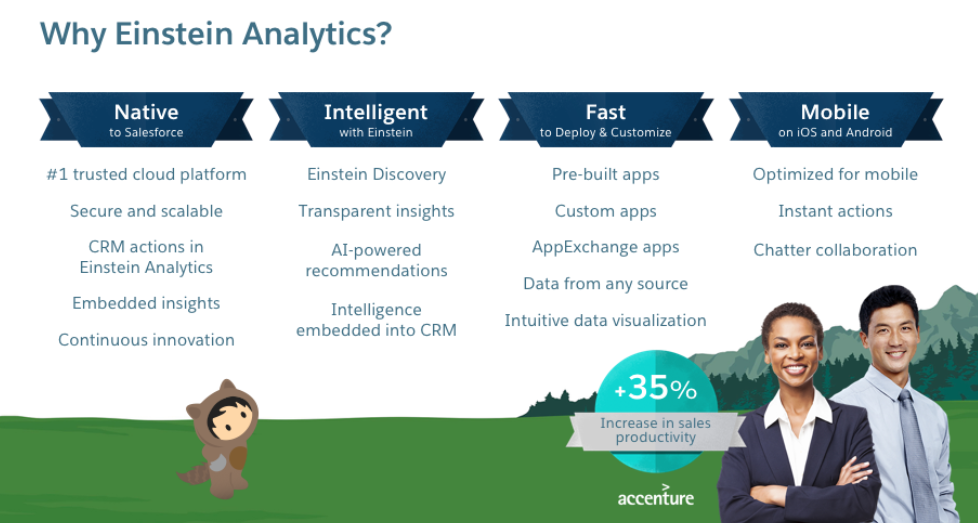 Why Einstein Analytics?
Native
to Salesforce
#1 trusted cloud platform
Secure and scalable
CRM actions in
Einstein Analytics
Embedded insights
Continuous innovation
Intelligent
with Einstein
Einstein Discovery
Transparent insights
AI-powered
recommendations
Intelligence
embedded into CRM
Fast
to Deploy & Customize
Pre-built apps
Custom apps
AppExchange apps
Data from any source
Intuitive data visualization
Mobile
on iOS and Android
Optimized for mobile
Instant actions
Chatter collaboration
+35%
Increase in sales
productivity
accenture